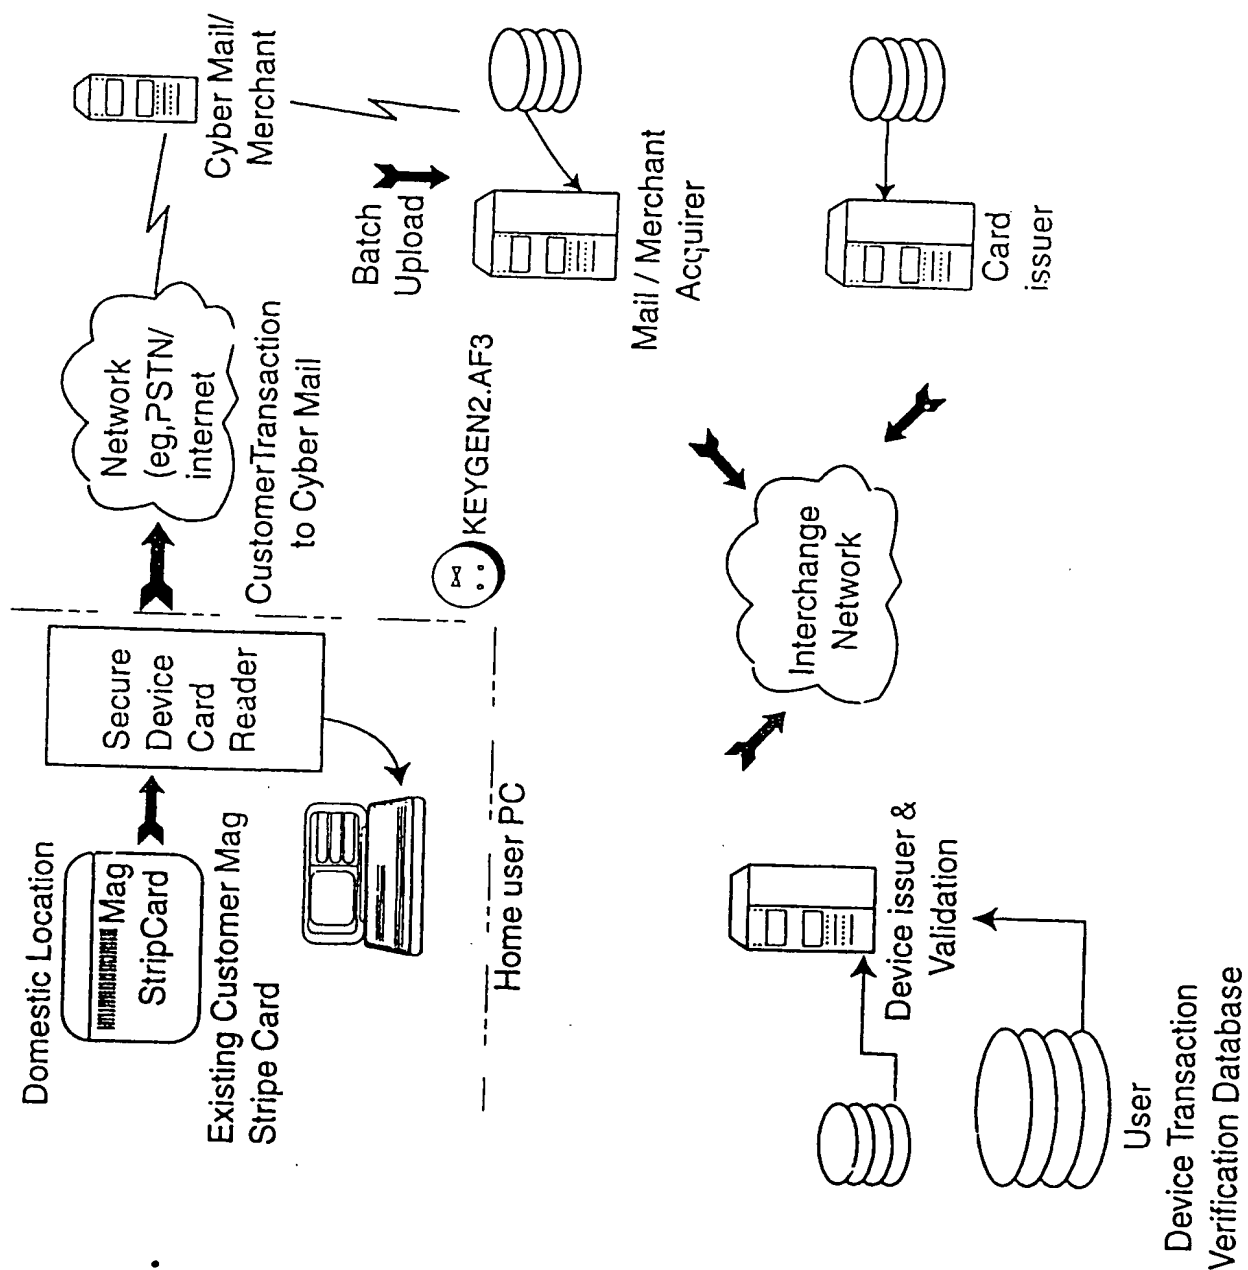 Domestic Location
Mag
StripCard
Existing Customer Mag
Stripe Card
Secure
Device
Card
Reader
Home user PC
Network
(eg,PSTN/
internet
CustomerTransaction
to Cyber Mail
KEYGEN2.AF3
Cyber Mail/
Merchant
Batch
Upload
Mail / Merchant
Acquirer
Card
issuer
Interchange
Network
Device issuer &
Validation
User
Device Transaction
Verification Database